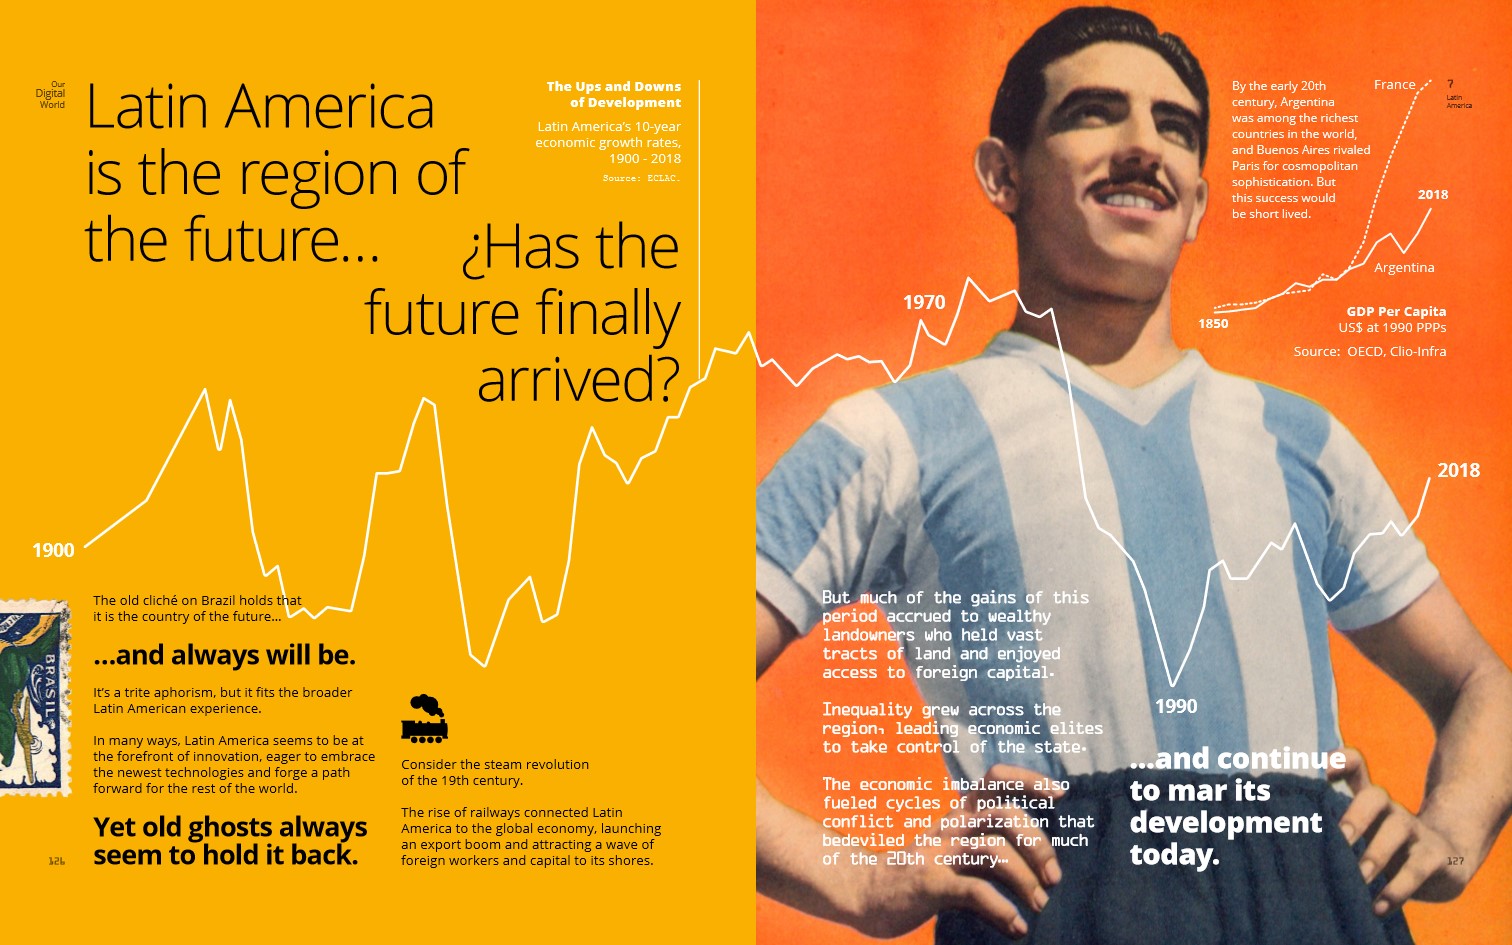 Our
Digital
World
Latin America
is the region of
the future...
¿Has the
future finally
arrived?
The Ups and Downs
of Development
Latin America's 10-year
economic growth rates,
1900 - 2018
Source: ECLAC.
1900
The old cliché on Brazil holds that
it is the country of the future...
...and always will be.
It's a trite aphorism, but it fits the broader
Latin American experience.
In many ways, Latin America seems to be at
the forefront of innovation, eager to embrace
the newest technologies and forge a path
forward for the rest of the world.
Yet old ghosts always
seem to hold it back.
BRASIL
126
Consider the steam revolution
of the 19th century.
The rise of railways connected Latin
America to the global economy, launching
an export boom and attracting a wave of
foreign workers and capital to its shores.
By the early 20th
century, Argentina
was among the richest
countries in the world,
and Buenos Aires rivaled
Paris for cosmopolitan
sophistication. But
this success would
be short lived.
France
7
Latin
America
2018
Argentina
1850
GDP Per Capita
US$ at 1990 PPPs
Source: OECD, Clio-Infra
1970
2018
1990
But much of the gains of this
period accrued to wealthy
landowners who held vast
tracts of land and enjoyed
access to foreign capital.
Inequality grew across the
region, leading economic elites
to take control of the state.
The economic imbalance also
fueled cycles of political
conflict and polarization that
bedeviled the region for much
of the 20th century…
...and continue
to mar its
development
today.
127